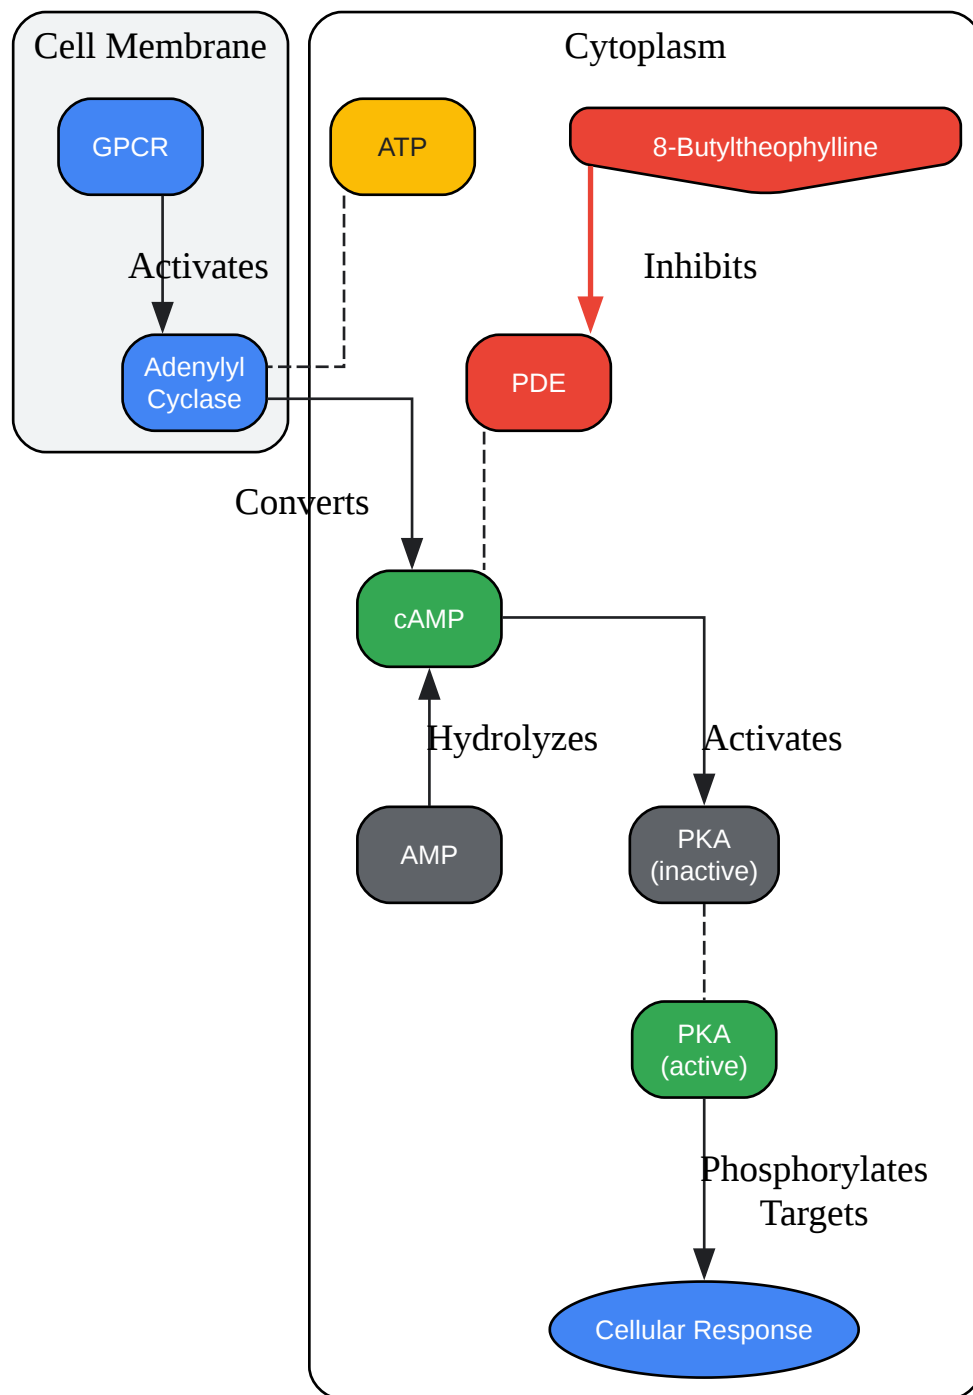 Cell Membrane
Cytoplasm
GPCR
ATP
8-Butyltheophylline
Activates
Inhibits
Adenylyl
Cyclase
PDE
Converts
cAMP
Hydrolyzes
Activates
AMP
PKA
(inactive)
PKA
(active)
Phosphorylates
Targets
Cellular Response